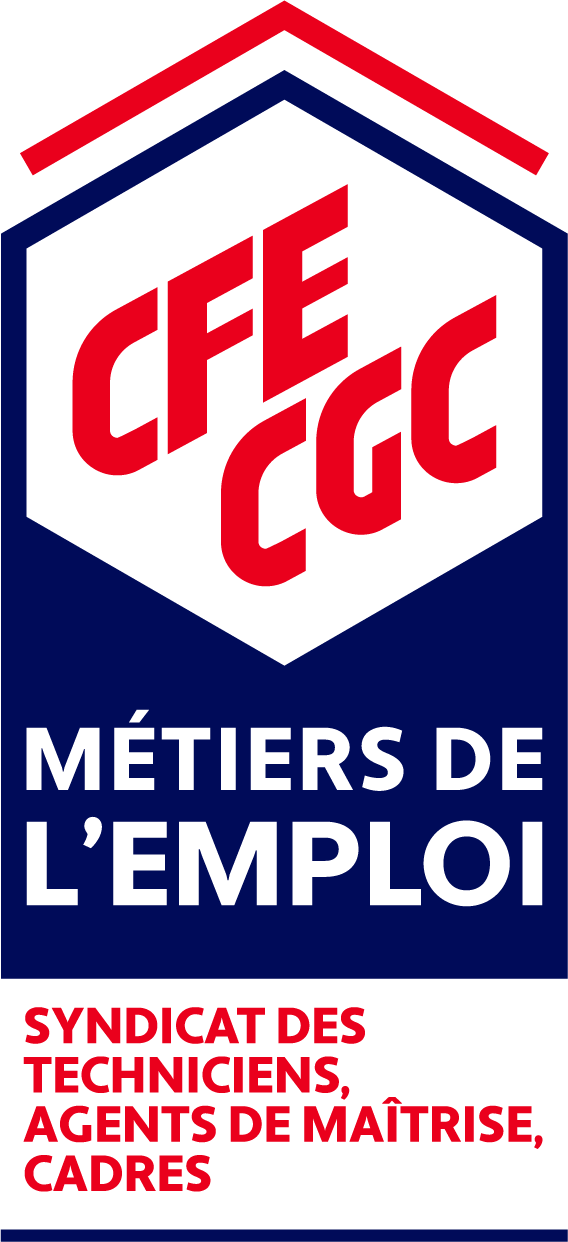 CFE
CGC
MÉTIERS DE
L’EMPLOI
SYNDICAT DES
TECHNICIENS,
AGENTS DE MAÎTRISE,
CADRES